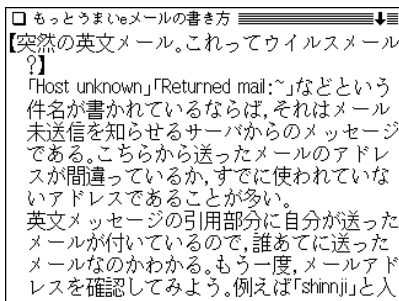 もっとうまいeメールの書き方
【突然の英文メール。これってウイルスメール
?】
「Host unknown」「Returned mail:~」などという
件名が書かれているならば,それはメール
未送信を知らせるサーバからのメッセージ
である。こちらから送ったメールのアドレ
スが間違っているか,すでに使われていな
いアドレスであることが多い。
英文メッセージの引用部分に自分が送った
メールが付いているので,誰あてに送った
メールなのかわかる。もう一度,メールアド
レスを確認してみよう。例えば「shinnji」と入